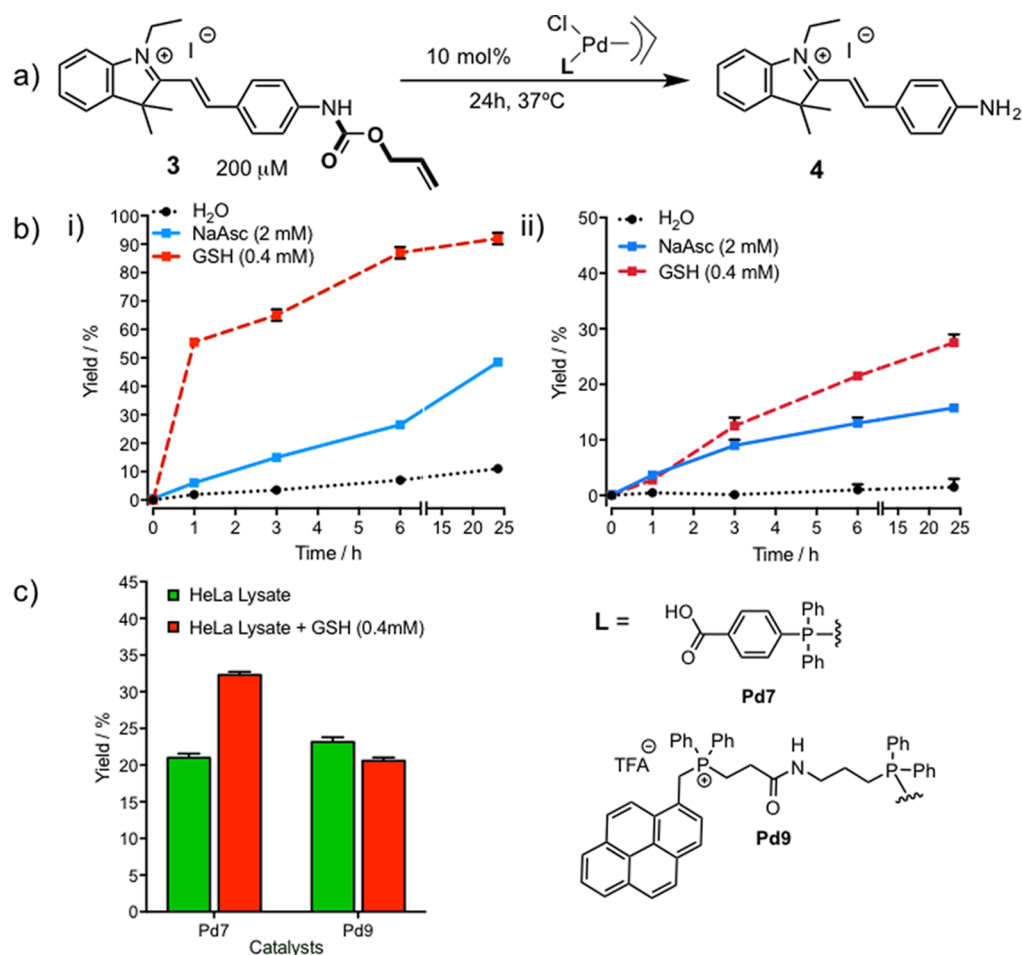 a)
N
⊕
I
⊖
NH
O
O
3
200 μM
10 mol%
Cl
Pd
L
24h, 37ºC
N
⊕
I
⊖
NH₂
4
b)
i)
H₂O
NaAsc (2 mM)
GSH (0.4 mM)
Yield / %
100
90
80
70
60
50
40
30
20
10
0
0 1 2 3 4 5 6 15 20 25
Time / h
ii)
H₂O
NaAsc (2 mM)
GSH (0.4 mM)
Yield / %
50
40
30
20
10
0
0 1 2 3 4 5 6 15 20 25
Time / h
c)
HeLa Lysate
HeLa Lysate + GSH (0.4mM)
Yield / %
45
40
35
30
25
20
15
10
5
0
Pd7 Pd9
Catalysts
L =
HO
O
Ph
P
Ph
Pd7
TFA
⊖
Ph Ph
P
⊕
H
N
O
Ph
P
Ph
Pd9